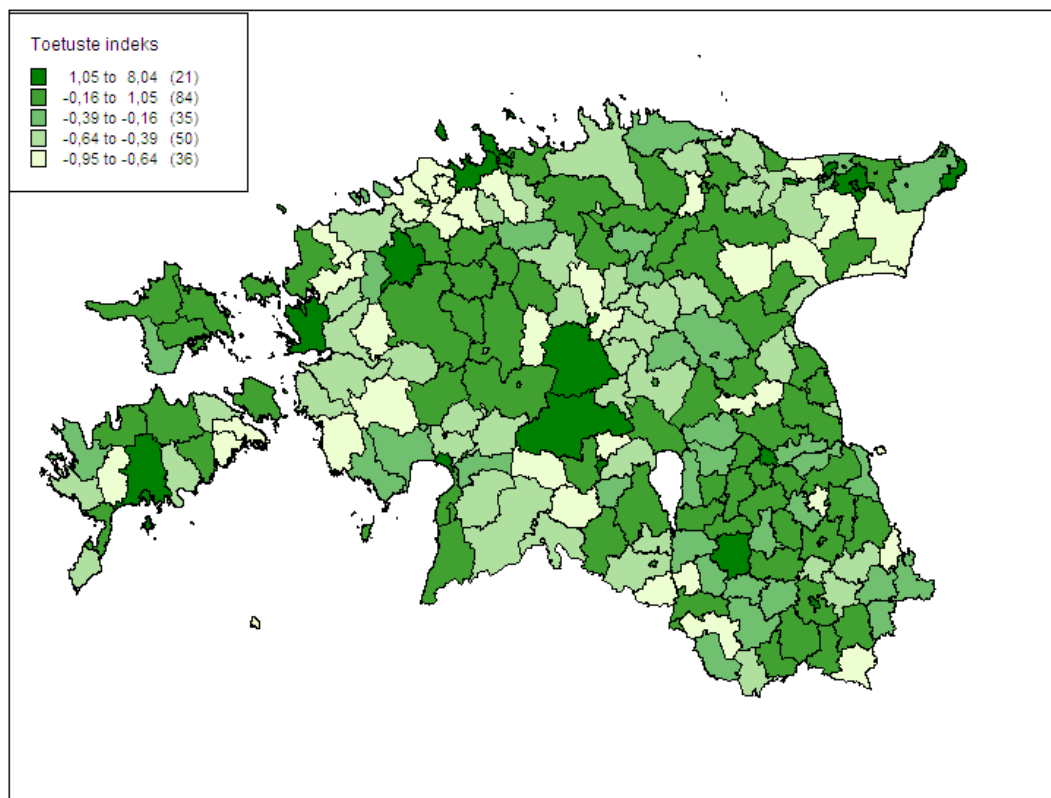 Toetuste indeks
1,05 to 8,04 (21)
-0,16 to 1,05 (84)
-0,39 to -0,16 (35)
-0,64 to -0,39 (50)
-0,95 to -0,64 (36)